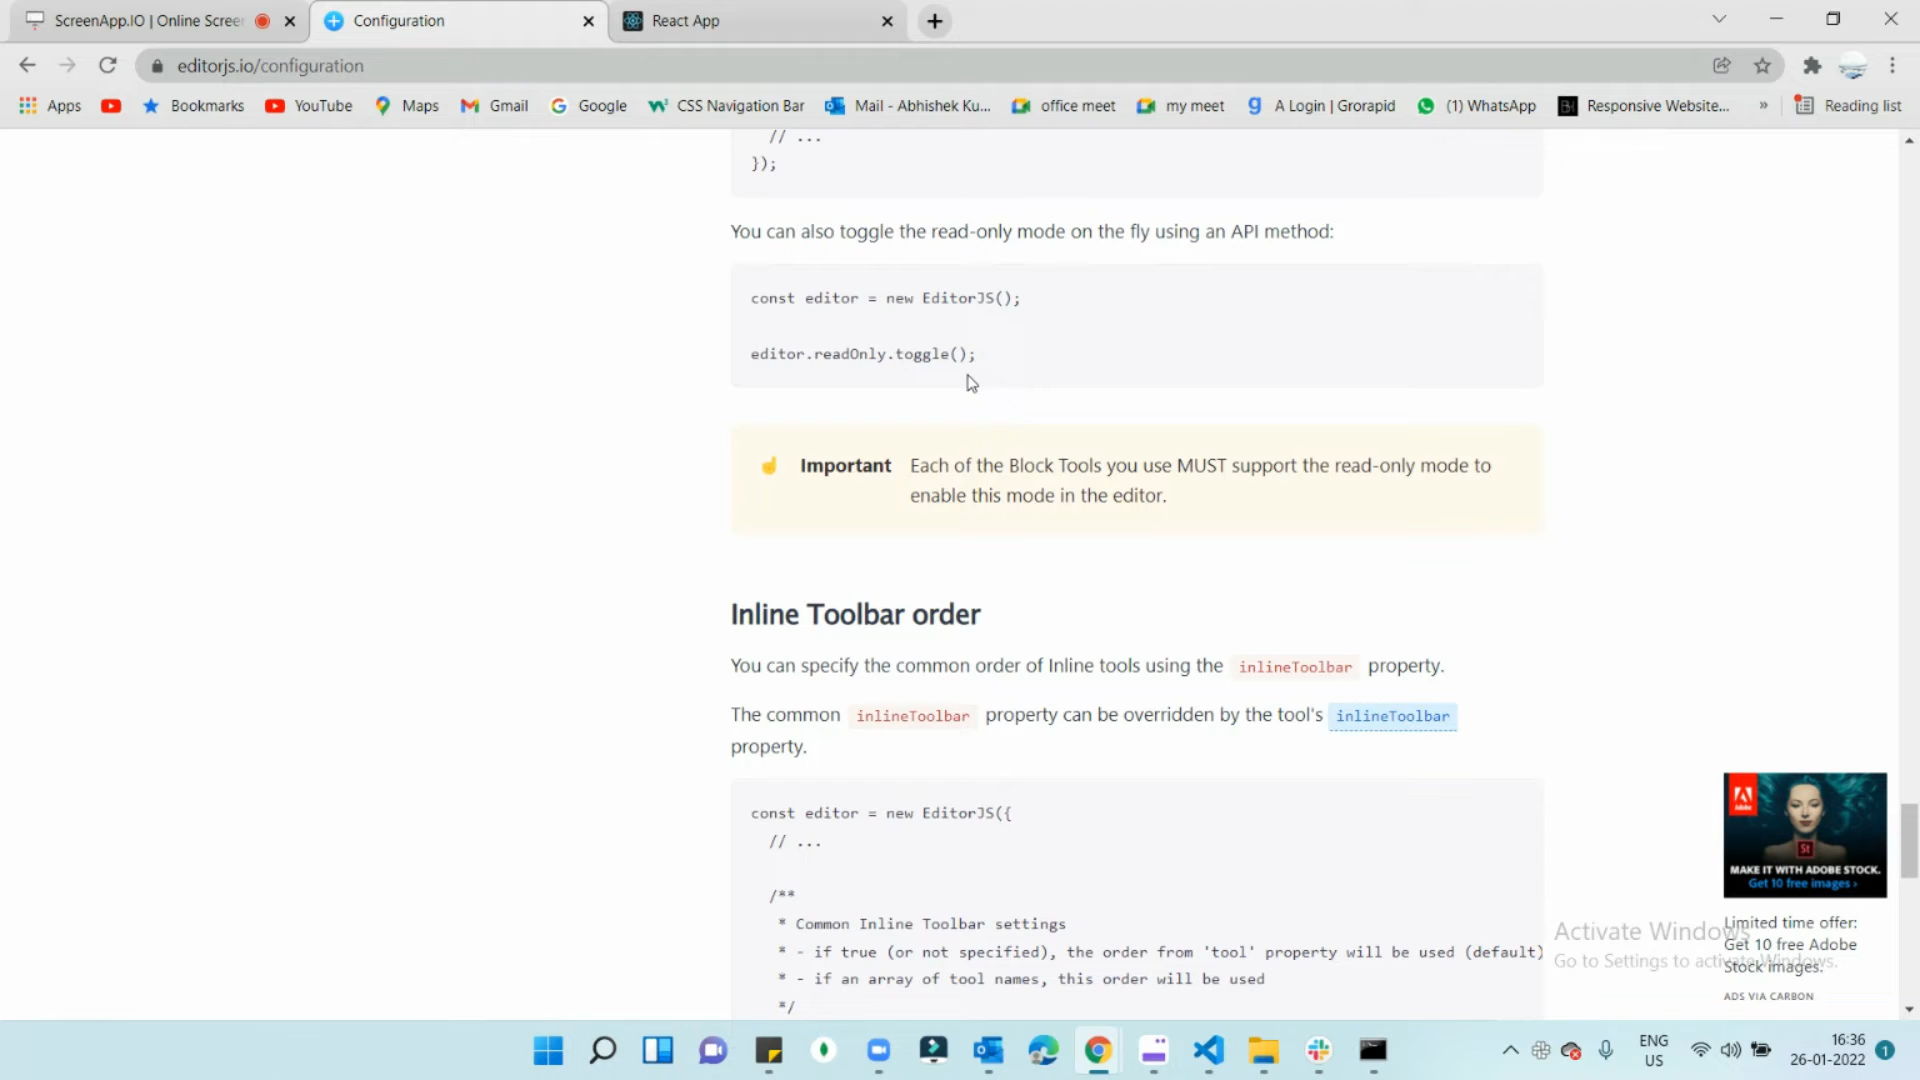 ScreenApp.IO | Online Screen
Configuration
React App
editorjs.io/configuration
Apps
Bookmarks
YouTube
Maps
Gmail
Google
CSS Navigation Bar
Mail - Abhishek Ku...
office meet
my meet
A Login | Grorapid
(1) WhatsApp
Responsive Website...
»
Reading list
// ...
});
You can also toggle the read-only mode on the fly using an API method:
const editor = new EditorJS();
editor.readOnly.toggle();
Important Each of the Block Tools you use MUST support the read-only mode to
enable this mode in the editor.
Inline Toolbar order
You can specify the common order of Inline tools using the inlineToolbar property.
The common inlineToolbar property can be overridden by the tool's inlineToolbar
property.
const editor = new EditorJS({
// ...
/**
* Common Inline Toolbar settings
* - if true (or not specified), the order from 'tool' property will be used (default)
* - if an array of tool names, this order will be used
*/
Adobe
St
MAKE IT WITH ADOBE STOCK.
Get 10 free images ›
Limited time offer:
Get 10 free Adobe
Stock images.
ADS VIA CARBON
Activate Windows
Go to Settings to activate Windows.
ENG
US
16:36
26-01-2022
1